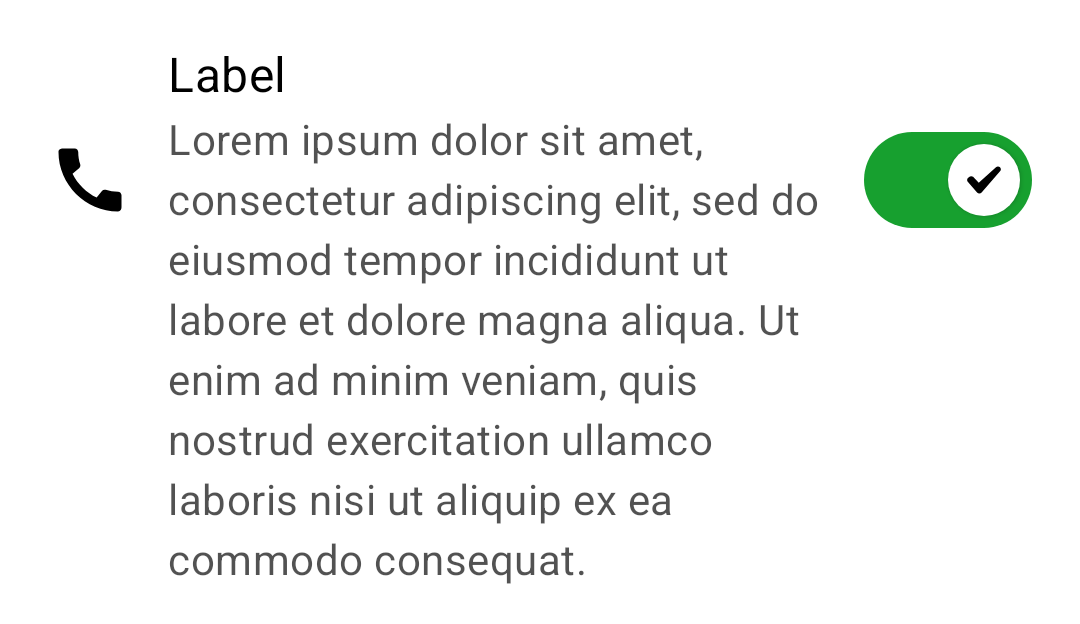 Label
Lorem ipsum dolor sit amet,
consectetur adipiscing elit, sed do
eiusmod tempor incididunt ut
labore et dolore magna aliqua. Ut
enim ad minim veniam, quis
nostrud exercitation ullamco
laboris nisi ut aliquip ex ea
commodo consequat.